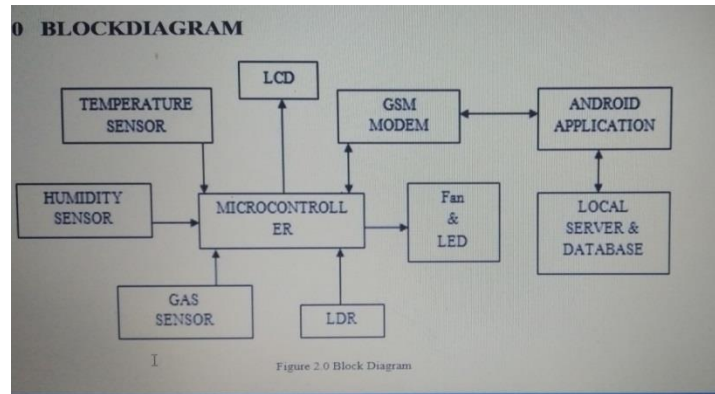 0 BLOCKDIAGRAM
LCD
TEMPERATURE
SENSOR
GSM
MODEM
ANDROID
APPLICATION
HUMIDITY
SENSOR
MICROCONTROLL
ER
Fan
&
LED
LOCAL
SERVER &
DATABASE
GAS
SENSOR
LDR
Figure 2.0 Block Diagram